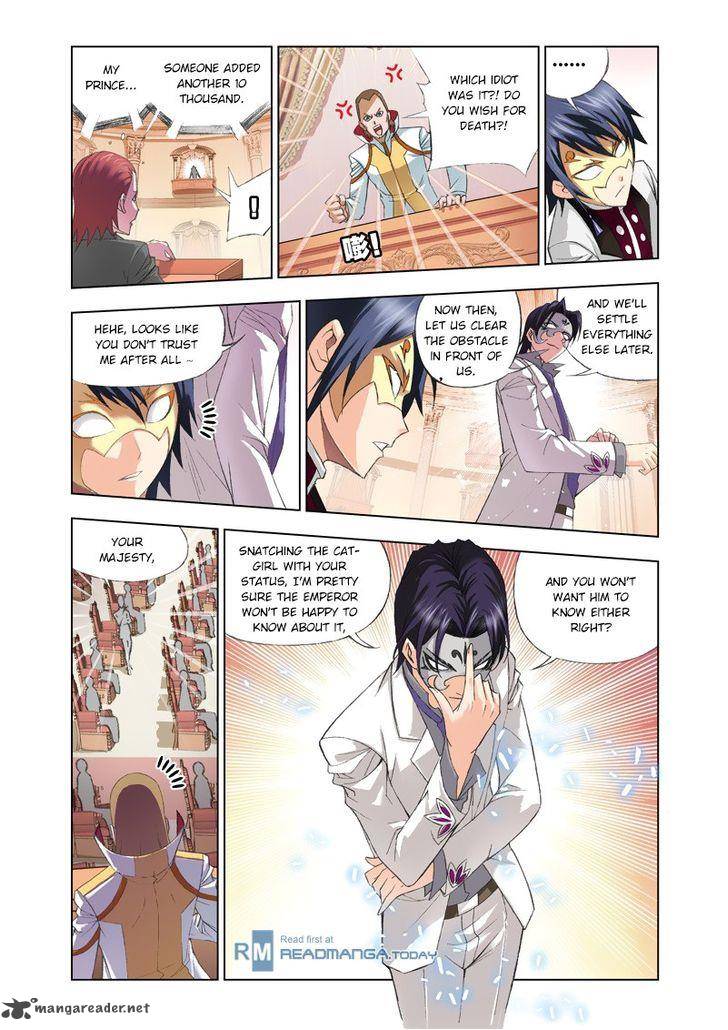 MY
PRINCE...
SOMEONE ADDED
ANOTHER 10
THOUSAND.
!
WHICH IDIOT
WAS IT?! DO
YOU WISH FOR
DEATH?!
嘭!
......
HEHE, LOOKS LIKE
YOU DON'T TRUST
ME AFTER ALL ~
NOW THEN,
LET US CLEAR
THE OBSTACLE
IN FRONT OF
US.
AND WE'LL
SETTLE
EVERYTHING
ELSE LATER.
YOUR
MAJESTY,
SNATCHING THE CAT-
GIRL WITH YOUR
STATUS, I'M PRETTY
SURE THE EMPEROR
WON'T BE HAPPY TO
KNOW ABOUT IT,
AND YOU WON'T
WANT HIM TO
KNOW EITHER
RIGHT?
RM
Read first at
READMANGA.TODAY
mangareader.net